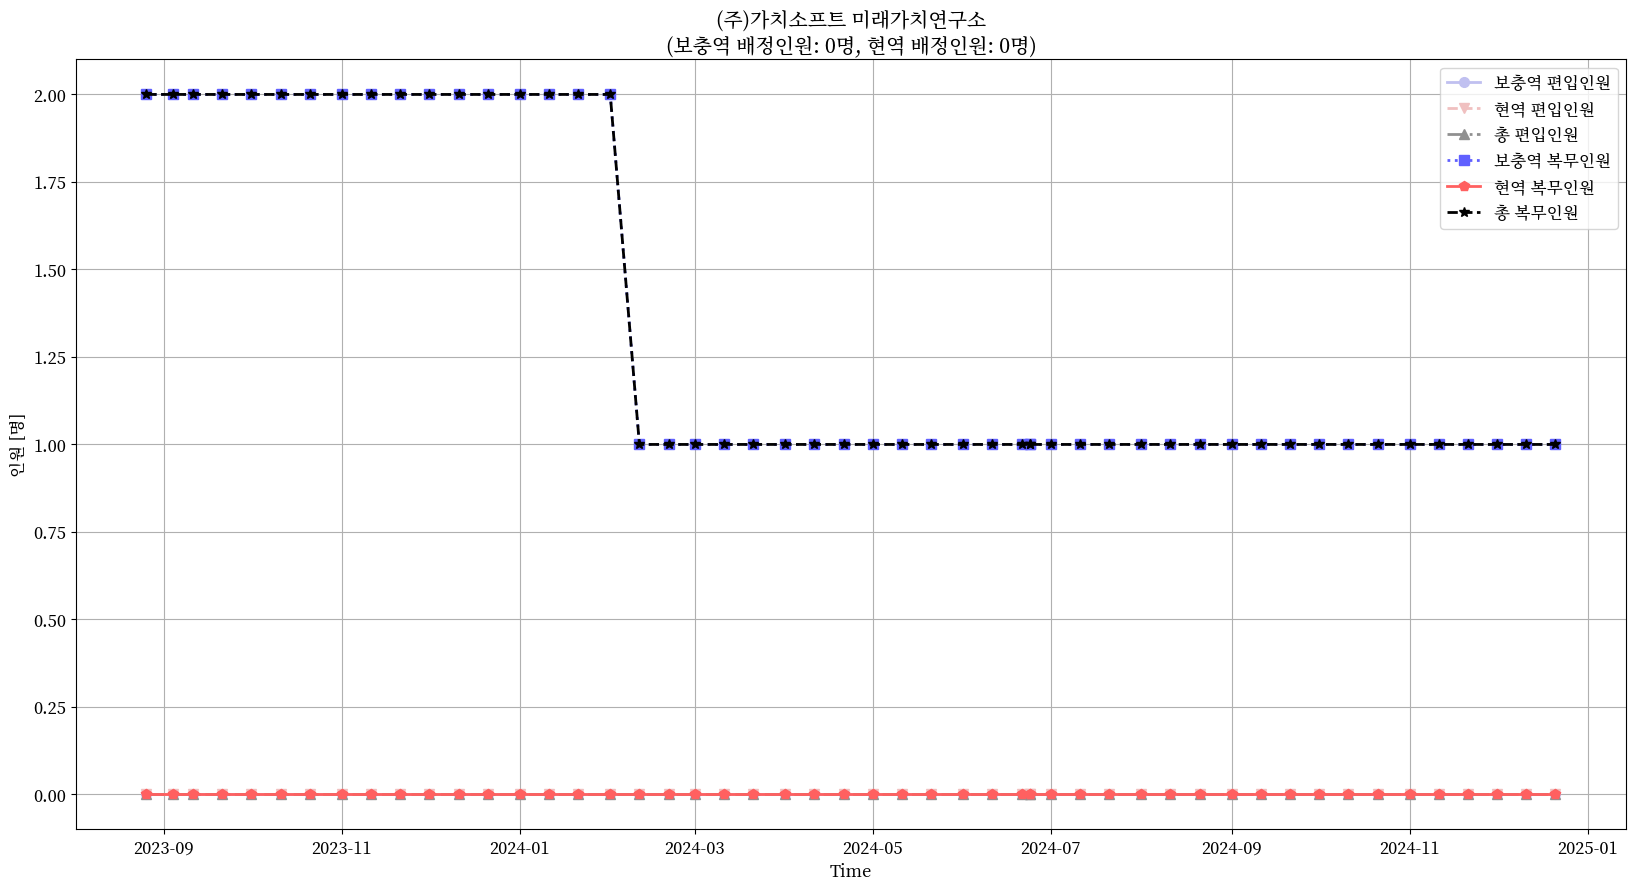 (주)가치소프트 미래가치연구소
(보충역 배정인원: 0명, 현역 배정인원: 0명)
보충역 편입인원
현역 편입인원
총 편입인원
보충역 복무인원
현역 복무인원
총 복무인원
2.00
1.75
1.50
1.25
1.00
0.75
0.50
0.25
0.00
인원 [명]
2023-09 2023-11 2024-01 2024-03 2024-05 2024-07 2024-09 2024-11 2025-01
Time